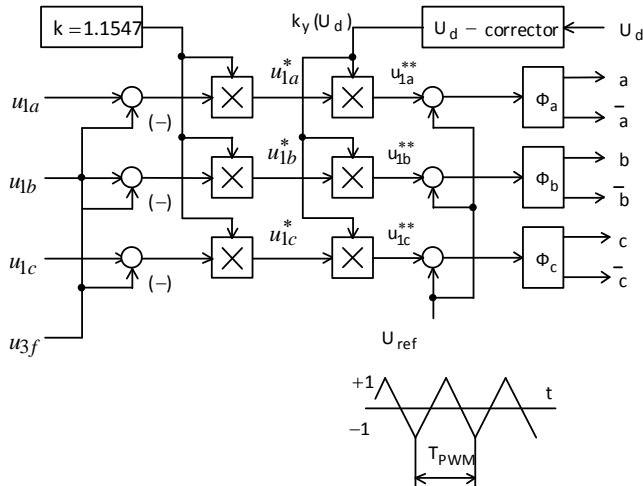 k = 1.1547
k_y(U_d)
U_d – corrector
U_d
u_1a
(−)
u*_1a
u**_1a
Φ_a
a
a̅
u_1b
(−)
u*_1b
u**_1b
Φ_b
b
b̅
u_1c
(−)
u*_1c
u**_1c
Φ_c
c
c̅
u_3f
U_ref
+1
t
−1
T_PWM